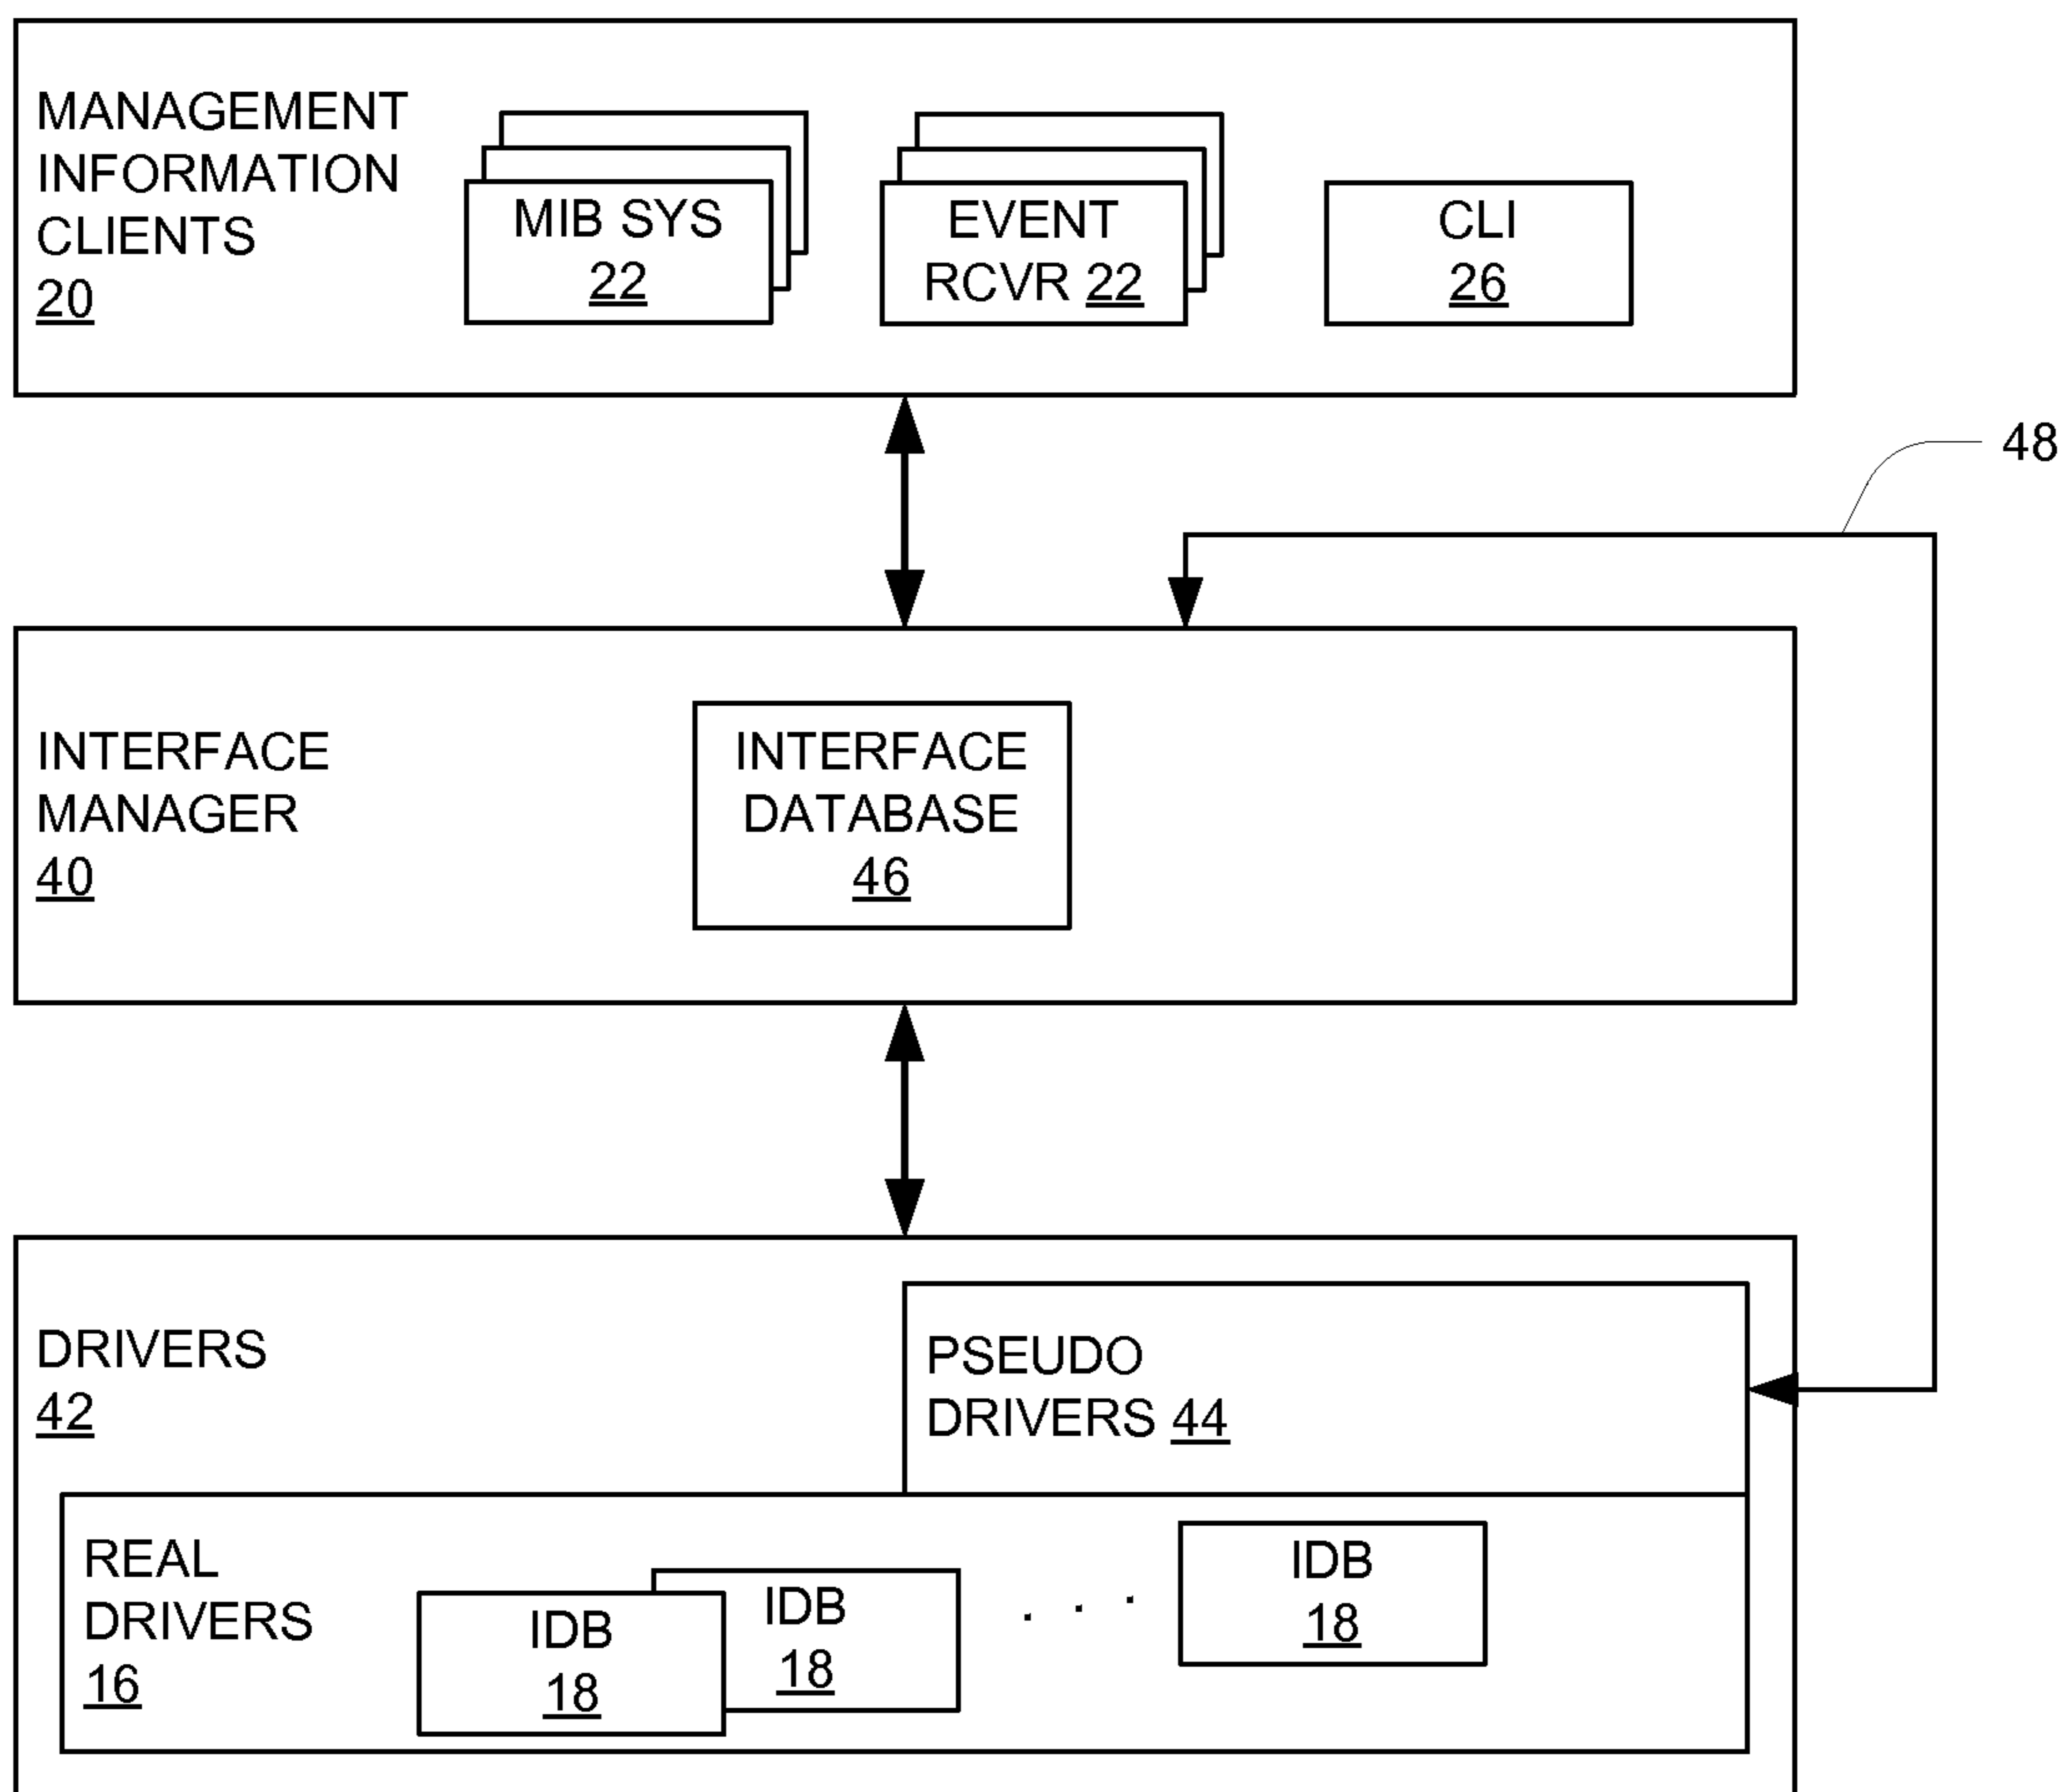 MANAGEMENT
INFORMATION
CLIENTS
20
MIB SYS
22
EVENT
RCVR 22
CLI
26
48
INTERFACE
MANAGER
40
INTERFACE
DATABASE
46
DRIVERS
42
PSEUDO
DRIVERS 44
REAL
DRIVERS
16
IDB
18
IDB
18
. . .
IDB
18